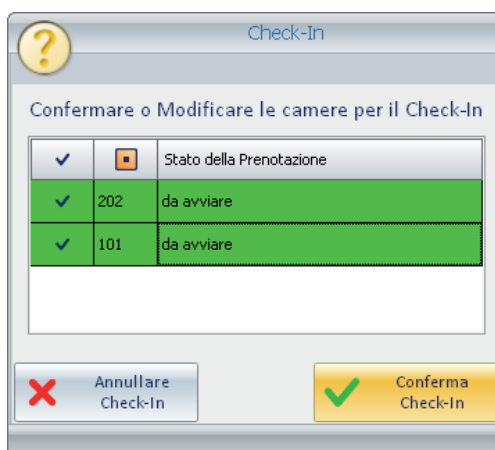 Check-In
Confermare o Modificare le camere per il Check-In
Stato della Prenotazione
202 da avviare
101 da avviare
Annullare
Check-In
Conferma
Check-In